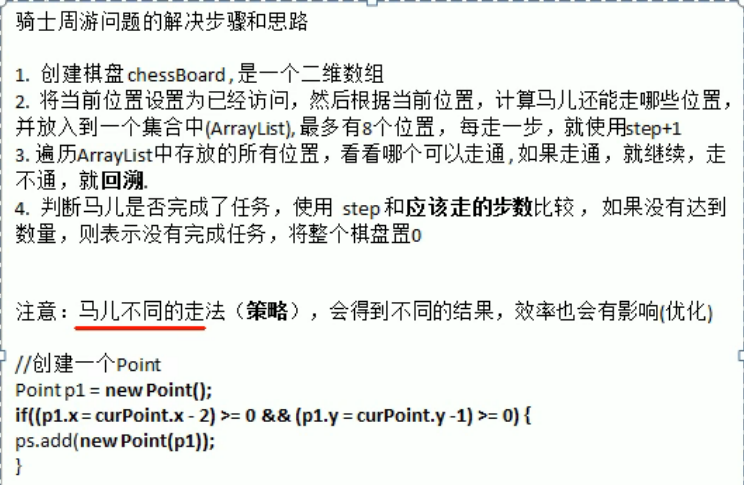 骑士周游问题的解决步骤和思路
1. 创建棋盘 chessBoard , 是一个二维数组
2. 将当前位置设置为已经访问，然后根据当前位置，计算马儿还能走哪些位置，
并放入到一个集合中(ArrayList), 最多有8个位置， 每走一步，就使用step+1
3. 遍历ArrayList中存放的所有位置，看看哪个可以走通 , 如果走通，就继续，走
不通，就回溯.
4. 判断马儿是否完成了任务，使用 step 和应该走的步数比较 ， 如果没有达到
数量，则表示没有完成任务，将整个棋盘置0
注意：马儿不同的走法（策略），会得到不同的结果，效率也会有影响(优化)
//创建一个Point
Point p1 = new Point();
if((p1.x = curPoint.x - 2) >= 0 && (p1.y = curPoint.y -1) >= 0) {
ps.add(new Point(p1));
}